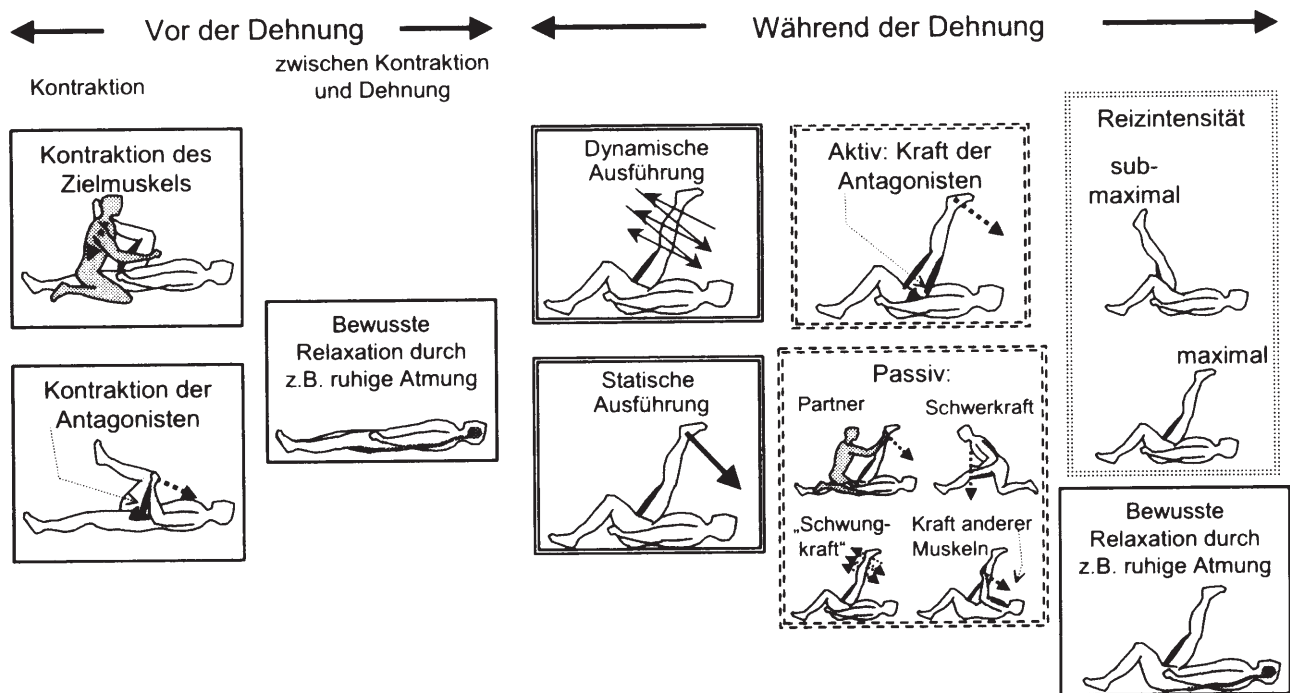 Vor der Dehnung
Während der Dehnung
Kontraktion
zwischen Kontraktion
und Dehnung
Kontraktion des
Zielmuskels
Kontraktion der
Antagonisten
Bewusste
Relaxation durch
z.B. ruhige Atmung
Dynamische
Ausführung
Statische
Ausführung
Aktiv: Kraft der
Antagonisten
Passiv:
Partner
Schwerkraft
„Schwung-
kraft“
Kraft anderer
Muskeln
Reizintensität
sub-
maximal
maximal
Bewusste
Relaxation durch
z.B. ruhige Atmung